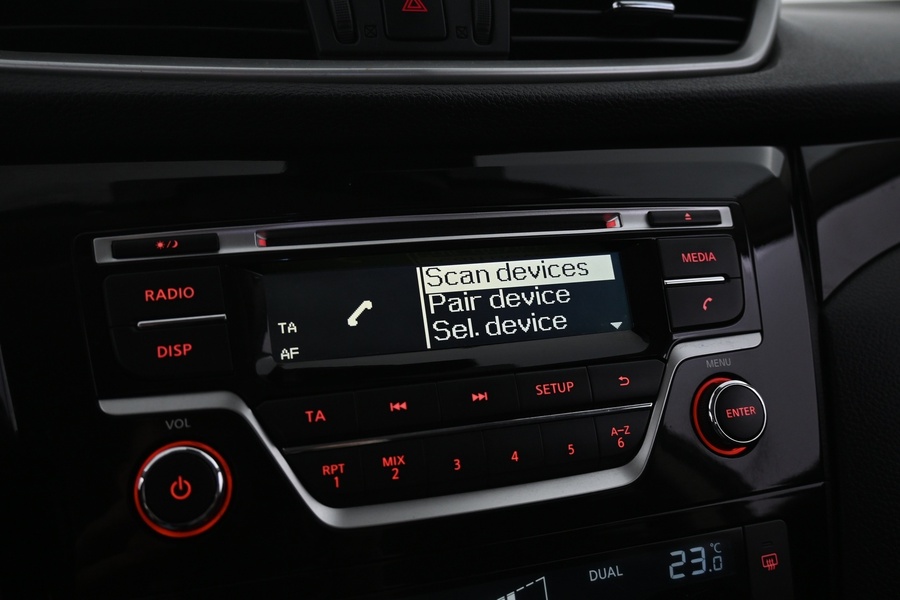 RADIO
DISP
TA
AF
Scan devices
Pair device
Sel. device
MEDIA
VOL
TA
SETUP
MENU
ENTER
RPT
1
MIX
2
3
4
5
A-Z
6
DUAL
23.0
°C